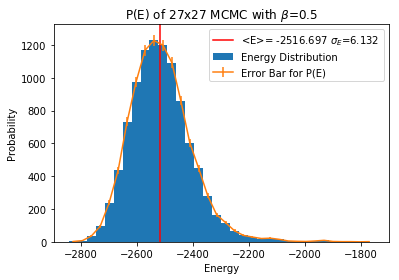 P(E) of 27x27 MCMC with β=0.5
<E>= -2516.697 σ_E=6.132
Energy Distribution
Error Bar for P(E)
Probability
1200
1000
800
600
400
200
0
−2800 −2600 −2400 −2200 −2000 −1800
Energy